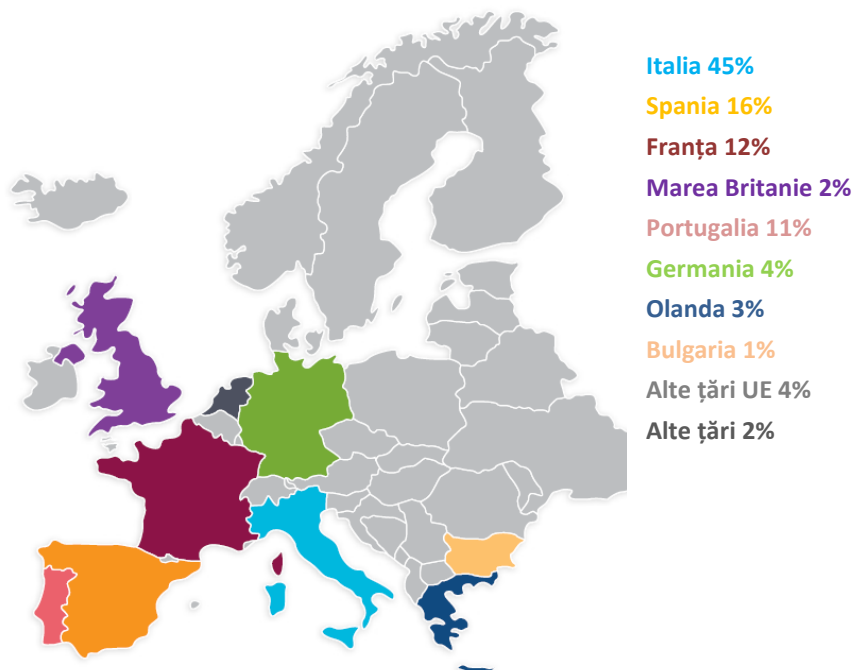 Italia 45%
Spania 16%
Franța 12%
Marea Britanie 2%
Portugalia 11%
Germania 4%
Olanda 3%
Bulgaria 1%
Alte țări UE 4%
Alte țări 2%